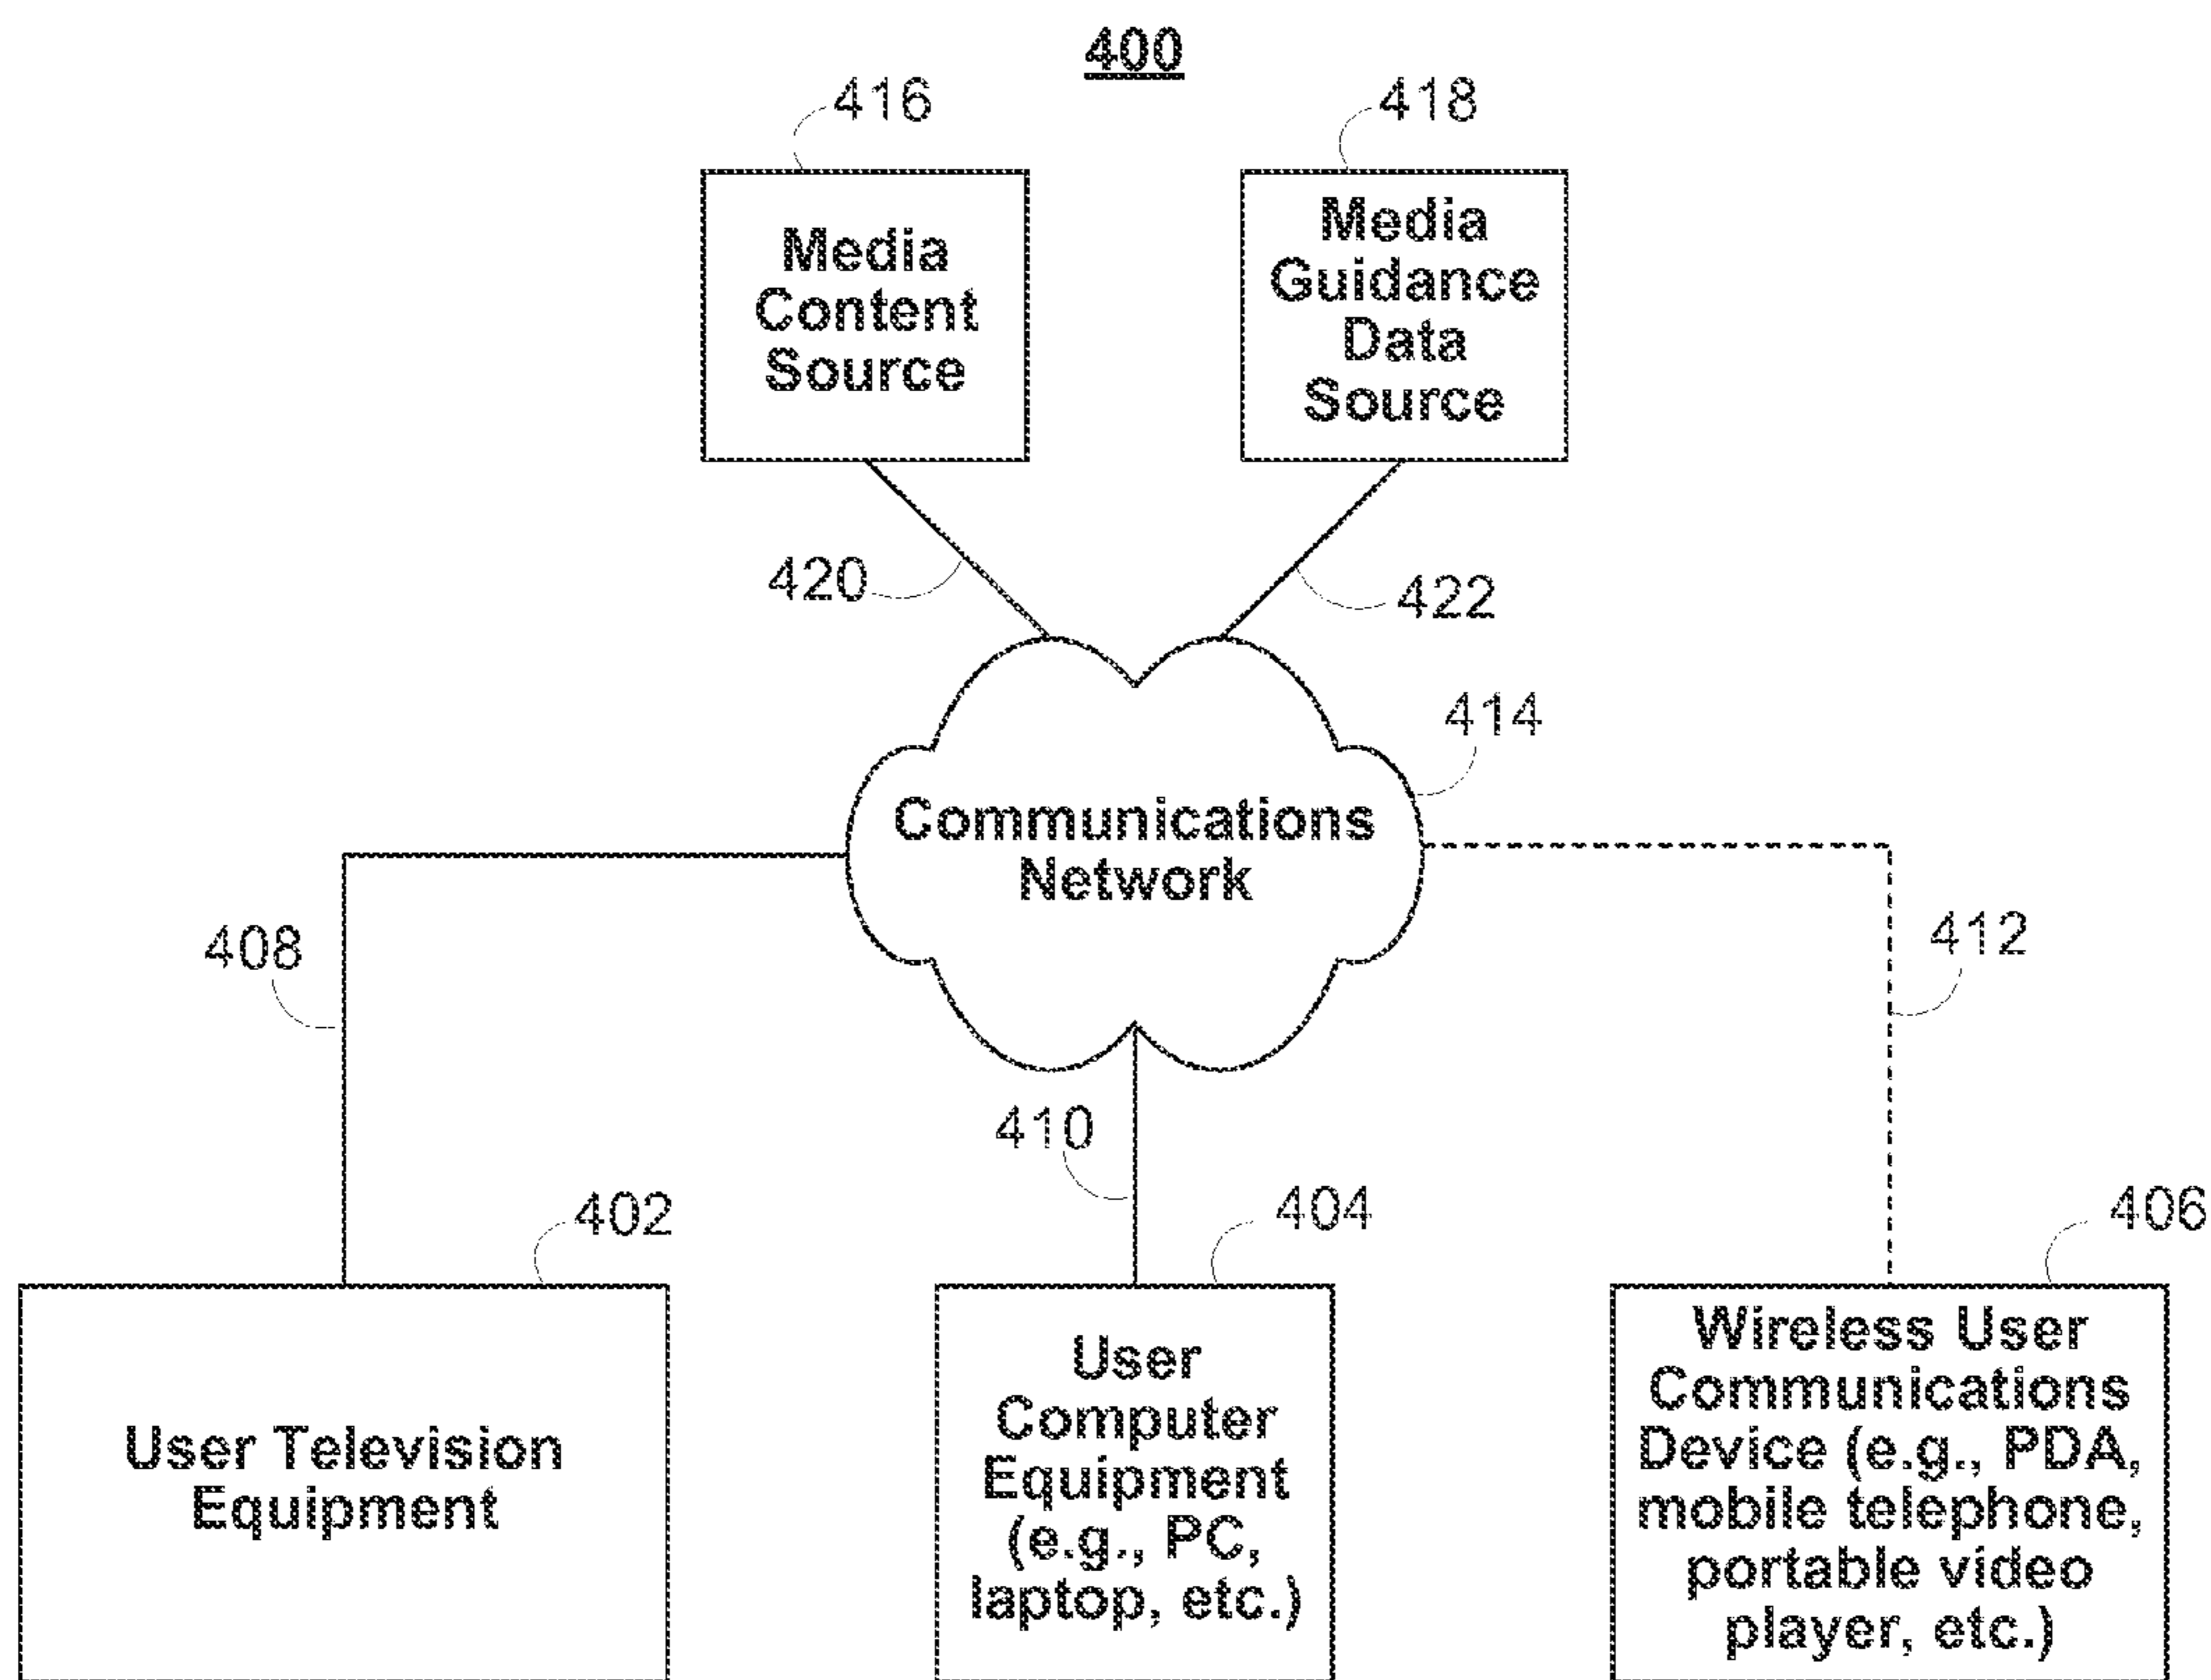 400
416
418
Media
Content
Source
Media
Guidance
Data
Source
420
422
414
Communications
Network
408
412
410
402
404
406
User Television
Equipment
User
Computer
Equipment
(e.g., PC,
laptop, etc.)
Wireless User
Communications
Device (e.g., PDA,
mobile telephone,
portable video
player, etc.)